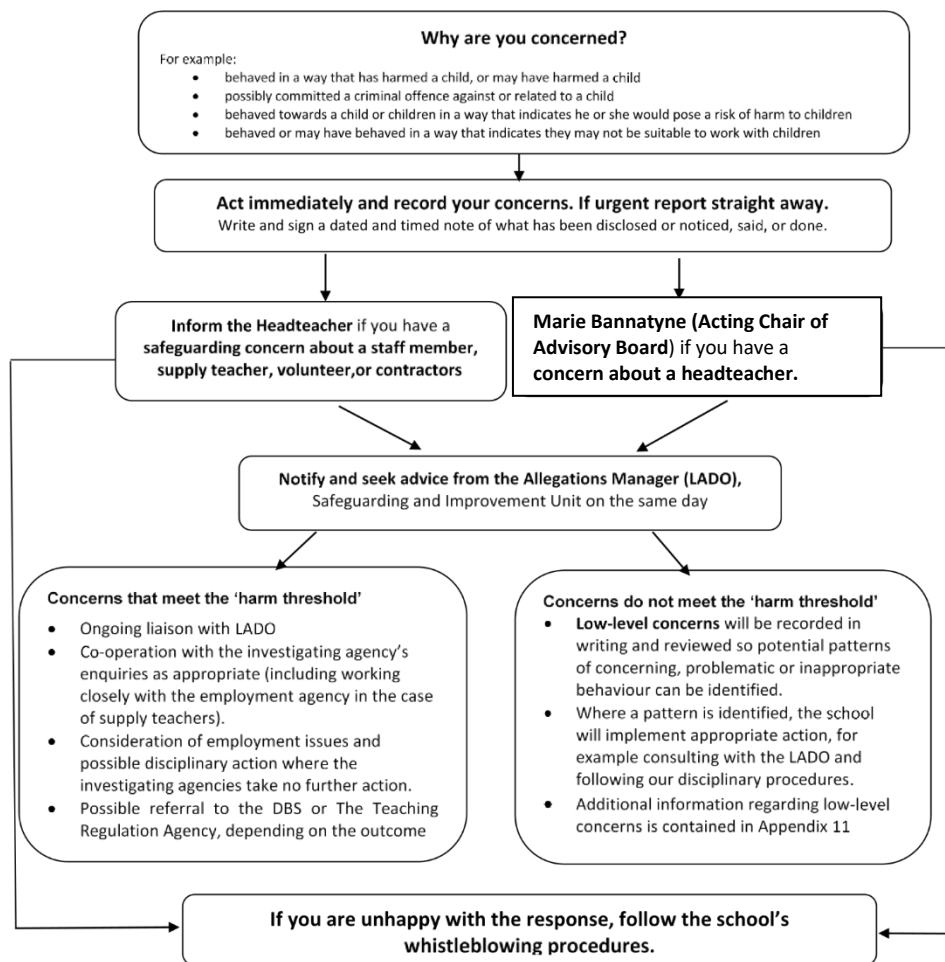 Why are you concerned?
For example:
• behaved in a way that has harmed a child, or may have harmed a child
• possibly committed a criminal offence against or related to a child
• behaved towards a child or children in a way that indicates he or she would pose a risk of harm to children
• behaved or may have behaved in a way that indicates they may not be suitable to work with children
Act immediately and record your concerns. If urgent report straight away.
Write and sign a dated and timed note of what has been disclosed or noticed, said, or done.
Inform the Headteacher if you have a
safeguarding concern about a staff member,
supply teacher, volunteer,or contractors
Marie Bannatyne (Acting Chair of
Advisory Board) if you have a
concern about a headteacher.
Notify and seek advice from the Allegations Manager (LADO),
Safeguarding and Improvement Unit on the same day
Concerns that meet the ‘harm threshold’
• Ongoing liaison with LADO
• Co-operation with the investigating agency’s
enquiries as appropriate (including working
closely with the employment agency in the case
of supply teachers).
• Consideration of employment issues and
possible disciplinary action where the
investigating agencies take no further action.
• Possible referral to the DBS or The Teaching
Regulation Agency, depending on the outcome
Concerns do not meet the ‘harm threshold’
• Low-level concerns will be recorded in
writing and reviewed so potential patterns
of concerning, problematic or inappropriate
behaviour can be identified.
• Where a pattern is identified, the school
will implement appropriate action, for
example consulting with the LADO and
following our disciplinary procedures.
• Additional information regarding low-level
concerns is contained in Appendix 11
If you are unhappy with the response, follow the school’s
whistleblowing procedures.